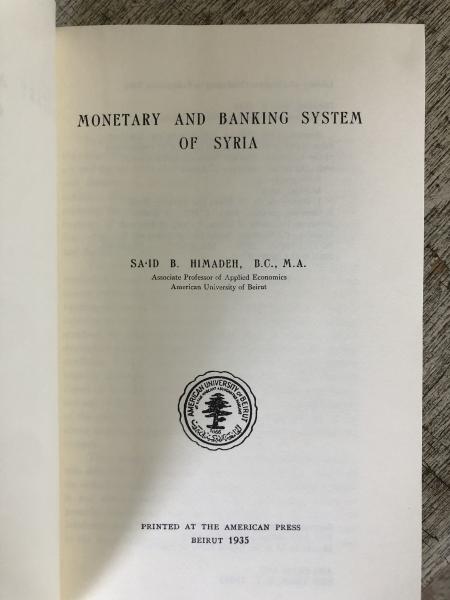 MONETARY AND BANKING SYSTEM
OF SYRIA
SA·ID B. HIMADEH, B.C., M.A.
Associate Professor of Applied Economics
American University of Beirut
AMERICAN UNIVERSITY OF BEIRUT
1866
PRINTED AT THE AMERICAN PRESS
BEIRUT 1935